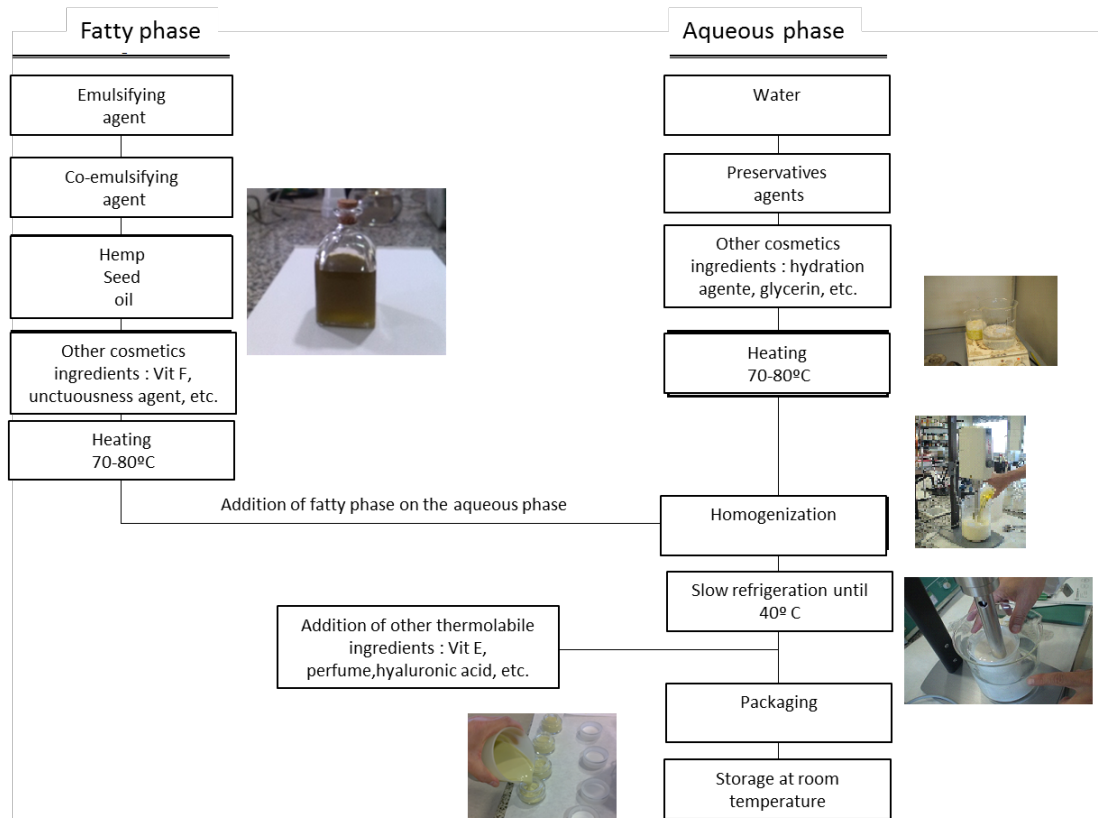 Fatty phase
Emulsifying
agent
Co-emulsifying
agent
Hemp
Seed
oil
Other cosmetics
ingredients : Vit F,
unctuousness agent, etc.
Heating
70-80ºC
Addition of fatty phase on the aqueous phase
Aqueous phase
Water
Preservatives
agents
Other cosmetics
ingredients : hydration
agente, glycerin, etc.
Heating
70-80ºC
Homogenization
Slow refrigeration until
40º C
Addition of other thermolabile
ingredients : Vit E,
perfume,hyaluronic acid, etc.
Packaging
Storage at room
temperature